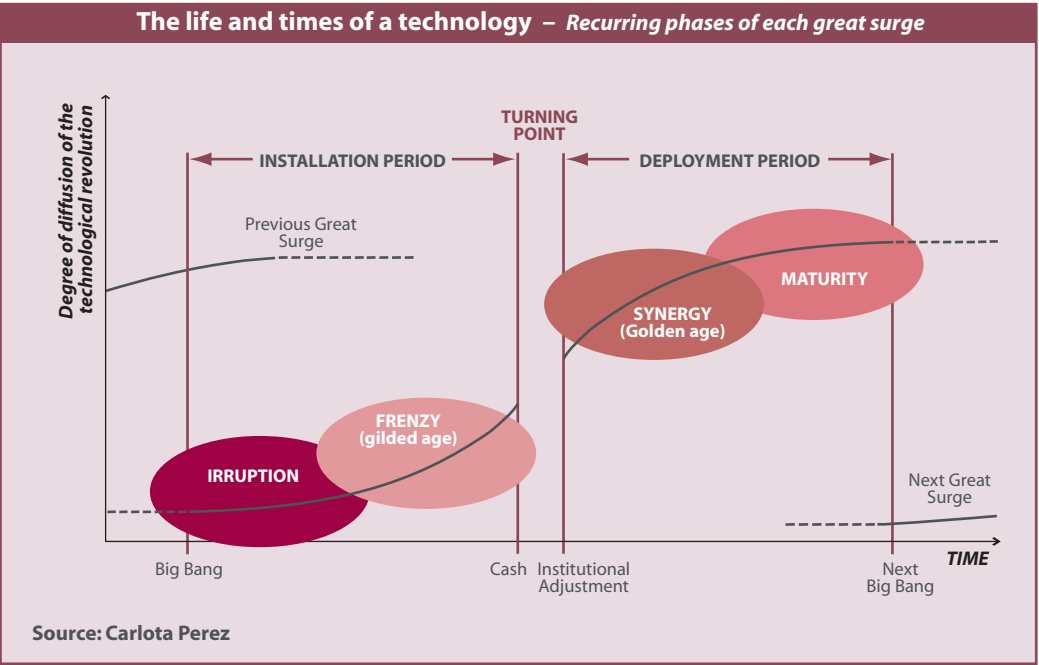 The life and times of a technology – Recurring phases of each great surge
Degree of diffusion of the
technological revolution
TURNING
POINT
INSTALLATION PERIOD
DEPLOYMENT PERIOD
Previous Great
Surge
MATURITY
SYNERGY
(Golden age)
FRENZY
(gilded age)
IRRUPTION
Next Great
Surge
TIME
Big Bang
Cash
Institutional
Adjustment
Next
Big Bang
Source: Carlota Perez